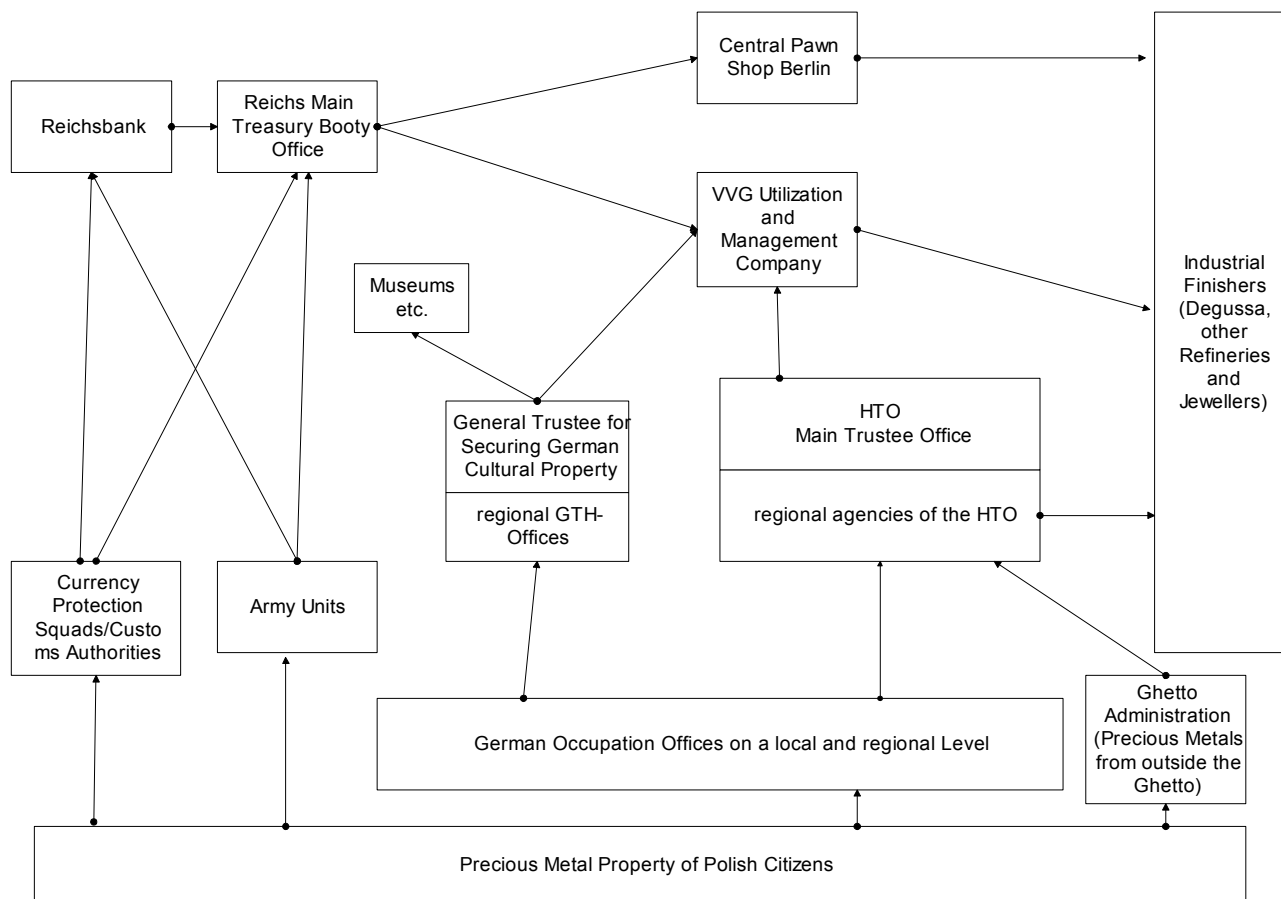 Central Pawn
Shop Berlin
Reichsbank
Reichs Main
Treasury Booty
Office
VVG Utilization
and
Management
Company
Industrial
Finishers
(Degussa,
other
Refineries
and
Jewellers)
Museums
etc.
General Trustee for
Securing German
Cultural Property
regional GTH-
Offices
HTO
Main Trustee Office
regional agencies of the HTO
Currency
Protection
Squads/Custo
ms Authorities
Army Units
German Occupation Offices on a local and regional Level
Ghetto
Administration
(Precious Metals
from outside the
Ghetto)
Precious Metal Property of Polish Citizens